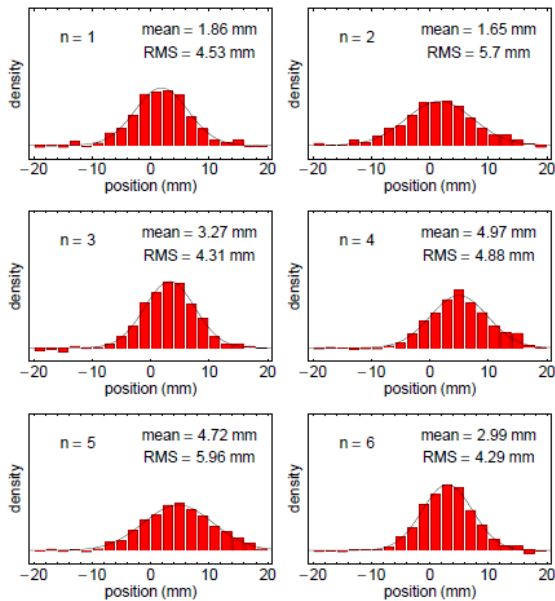 n = 1
mean = 1.86 mm
RMS = 4.53 mm
density
−20 −10 0 10 20
position (mm)
n = 2
mean = 1.65 mm
RMS = 5.7 mm
density
−20 −10 0 10 20
position (mm)
n = 3
mean = 3.27 mm
RMS = 4.31 mm
density
−20 −10 0 10 20
position (mm)
n = 4
mean = 4.97 mm
RMS = 4.88 mm
density
−20 −10 0 10 20
position (mm)
n = 5
mean = 4.72 mm
RMS = 5.96 mm
density
−20 −10 0 10 20
position (mm)
n = 6
mean = 2.99 mm
RMS = 4.29 mm
density
−20 −10 0 10 20
position (mm)